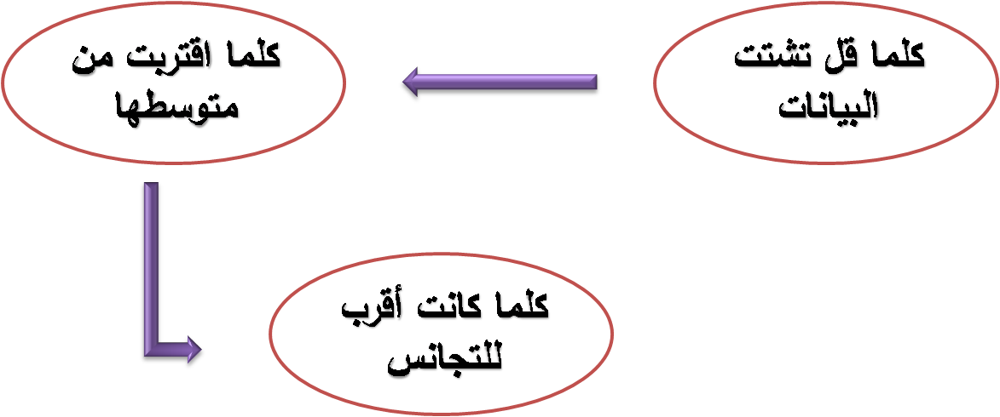 كلما قل تشتت
البيانات
كلما اقتربت من
متوسطها
كلما كانت أقرب
للتجانس